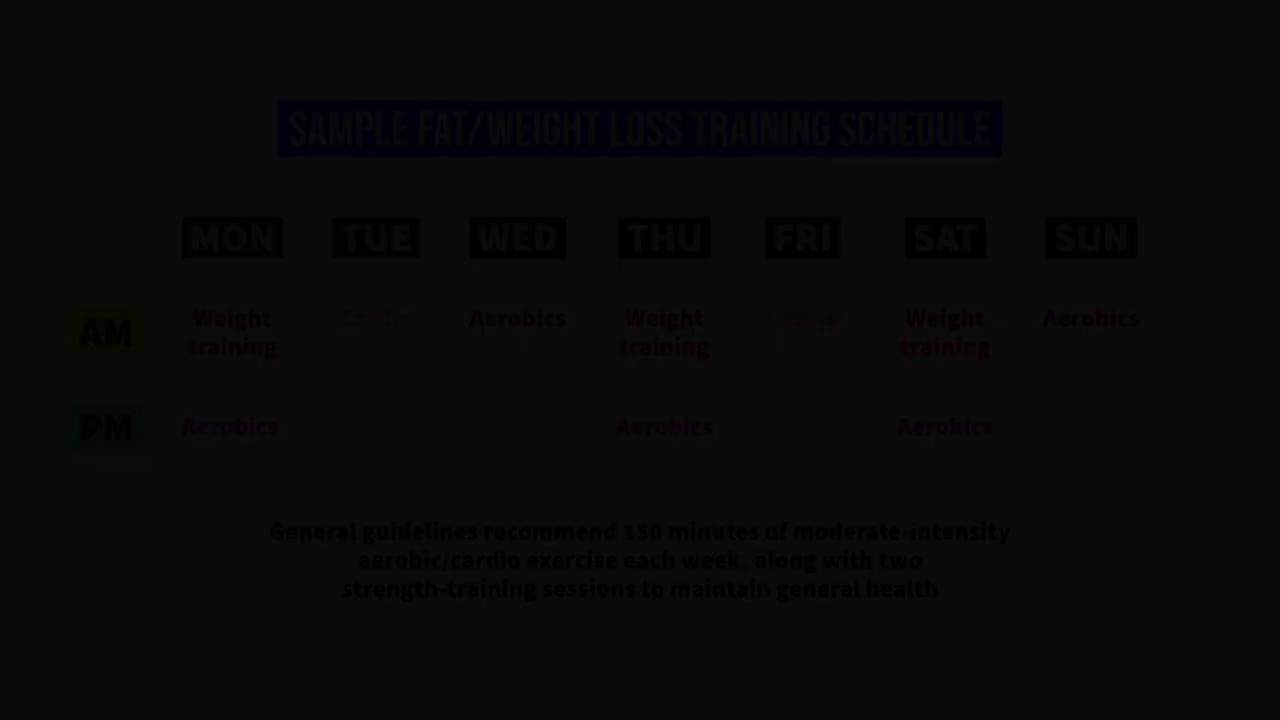 SAMPLE FAT/WEIGHT LOSS TRAINING SCHEDULE
MON TUE WED THU FRI SAT SUN
AM Weight Cardio Aerobics Weight Cardio Weight Aerobics
training training training
PM Aerobics Aerobics Aerobics
General guidelines recommend 150 minutes of moderate-intensity
aerobic/cardio exercise each week, along with two
strength-training sessions to maintain general health